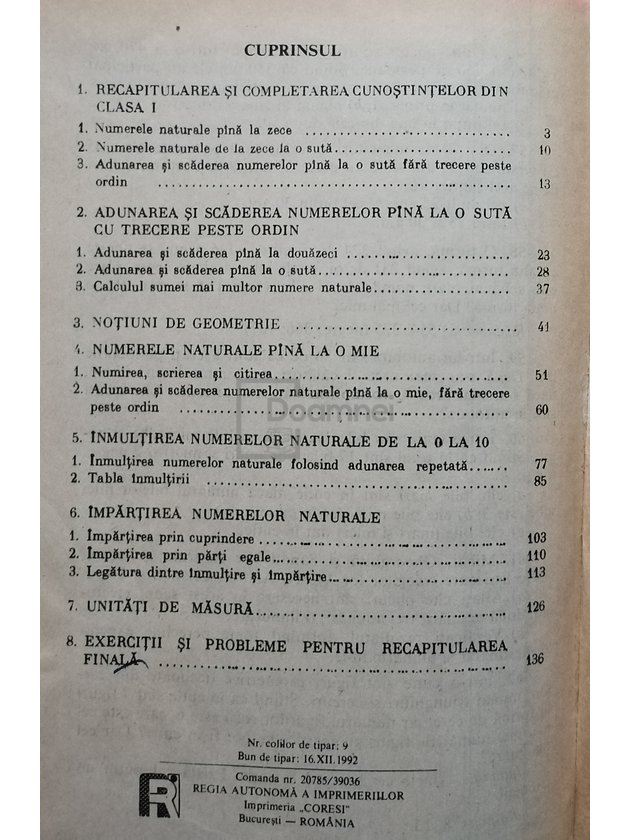 CUPRINSUL
1. RECAPITULAREA ȘI COMPLETAREA CUNOȘTINȚELOR DIN
CLASA I
1. Numerele naturale pînă la zece ........ 3
2. Numerele naturale de la zece la o sută ........ 10
3. Adunarea și scăderea numerelor pînă la o sută fără trecere peste
ordin ........ 13
2. ADUNAREA ȘI SCĂDEREA NUMERELOR PÎNĂ LA O SUTĂ
CU TRECERE PESTE ORDIN
1. Adunarea și scăderea pînă la douăzeci ........ 23
2. Adunarea și scăderea pînă la o sută ........ 28
3. Calculul sumei mai multor numere naturale ........ 37
3. NOȚIUNI DE GEOMETRIE ........ 41
4. NUMERELE NATURALE PÎNĂ LA O MIE
1. Numirea, scrierea și citirea ........ 51
2. Adunarea și scăderea numerelor naturale pînă la o mie, fără trecere
peste ordin ........ 60
Doamnei
5. ÎNMULȚIREA NUMERELOR NATURALE DE LA 0 LA 10
1. Înmulțirea numerelor naturale folosind adunarea repetată ........ 77
2. Tabla înmulțirii ........ 85
6. ÎMPĂRȚIREA NUMERELOR NATURALE
1. Împărțirea prin cuprindere ........ 103
2. Împărțirea prin părți egale ........ 110
3. Legătura dintre înmulțire și împărțire ........ 113
7. UNITĂȚI DE MĂSURĂ ........ 126
8. EXERCIȚII ȘI PROBLEME PENTRU RECAPITULAREA
FINALĂ ........ 136
Nr. colilor de tipar: 9
Bun de tipar: 16.XII.1992
Comanda nr. 20785/39036
REGIA AUTONOMĂ A IMPRIMERIILOR
Imprimeria „CORESI"
București — ROMÂNIA